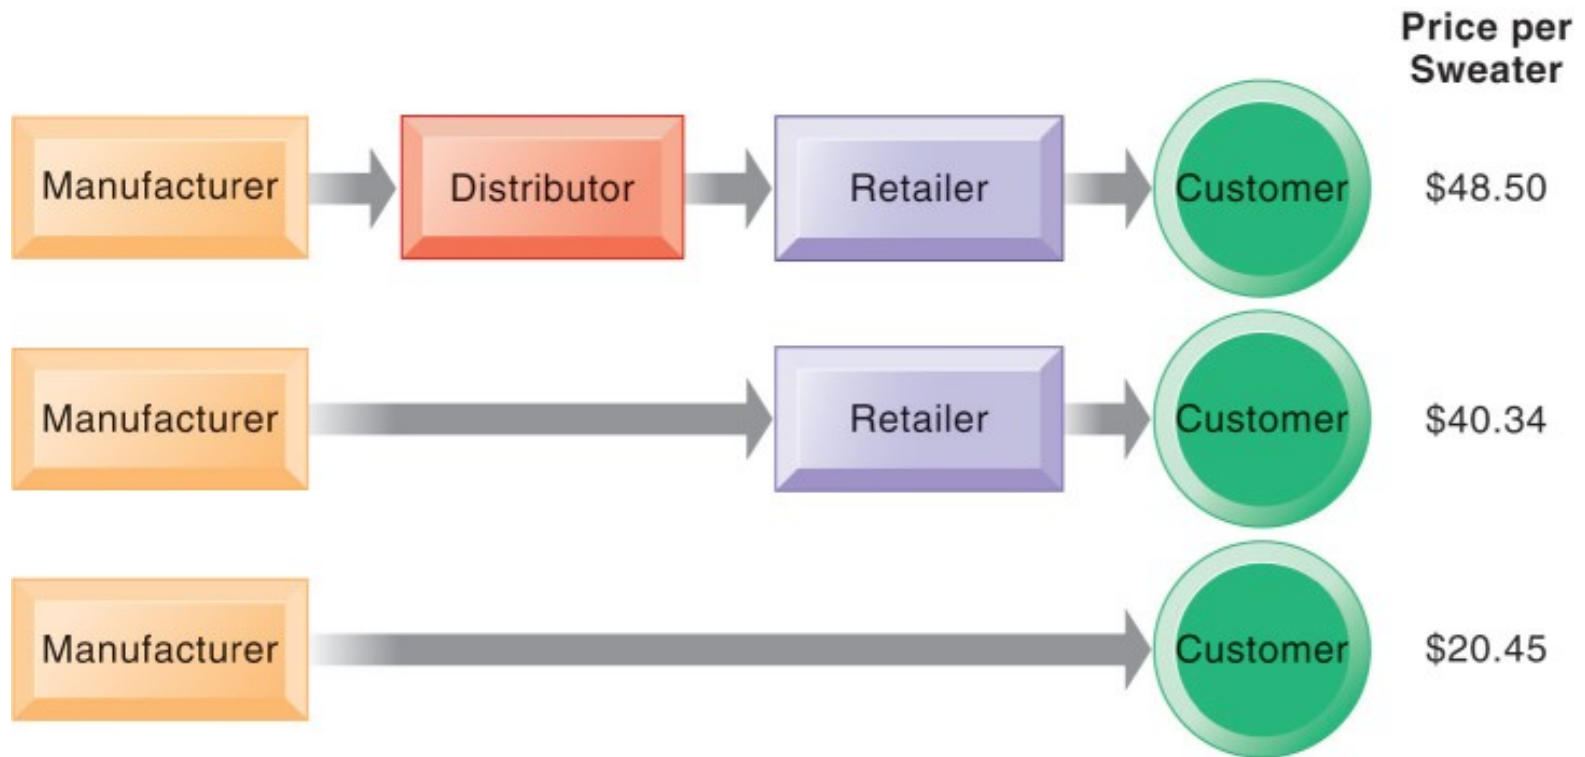 Price per
Sweater
Manufacturer Distributor Retailer Customer $48.50
Manufacturer Retailer Customer $40.34
Manufacturer Customer $20.45